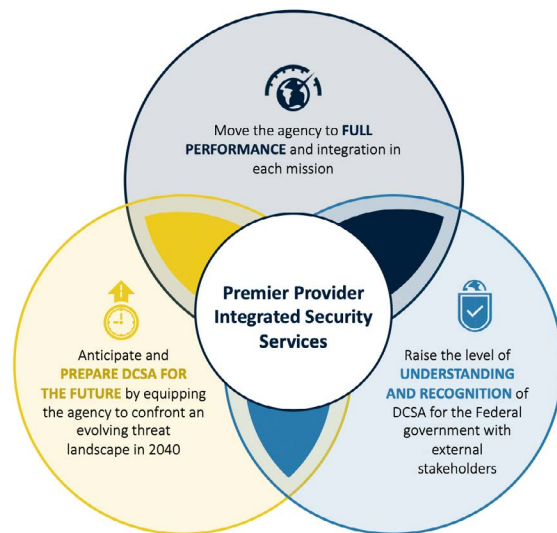 Move the agency to FULL
PERFORMANCE and integration in
each mission
Premier Provider
Integrated Security
Services
Anticipate and
PREPARE DCSA FOR
THE FUTURE by equipping
the agency to confront an
evolving threat
landscape in 2040
Raise the level of
UNDERSTANDING
AND RECOGNITION of
DCSA for the Federal
government with
external
stakeholders